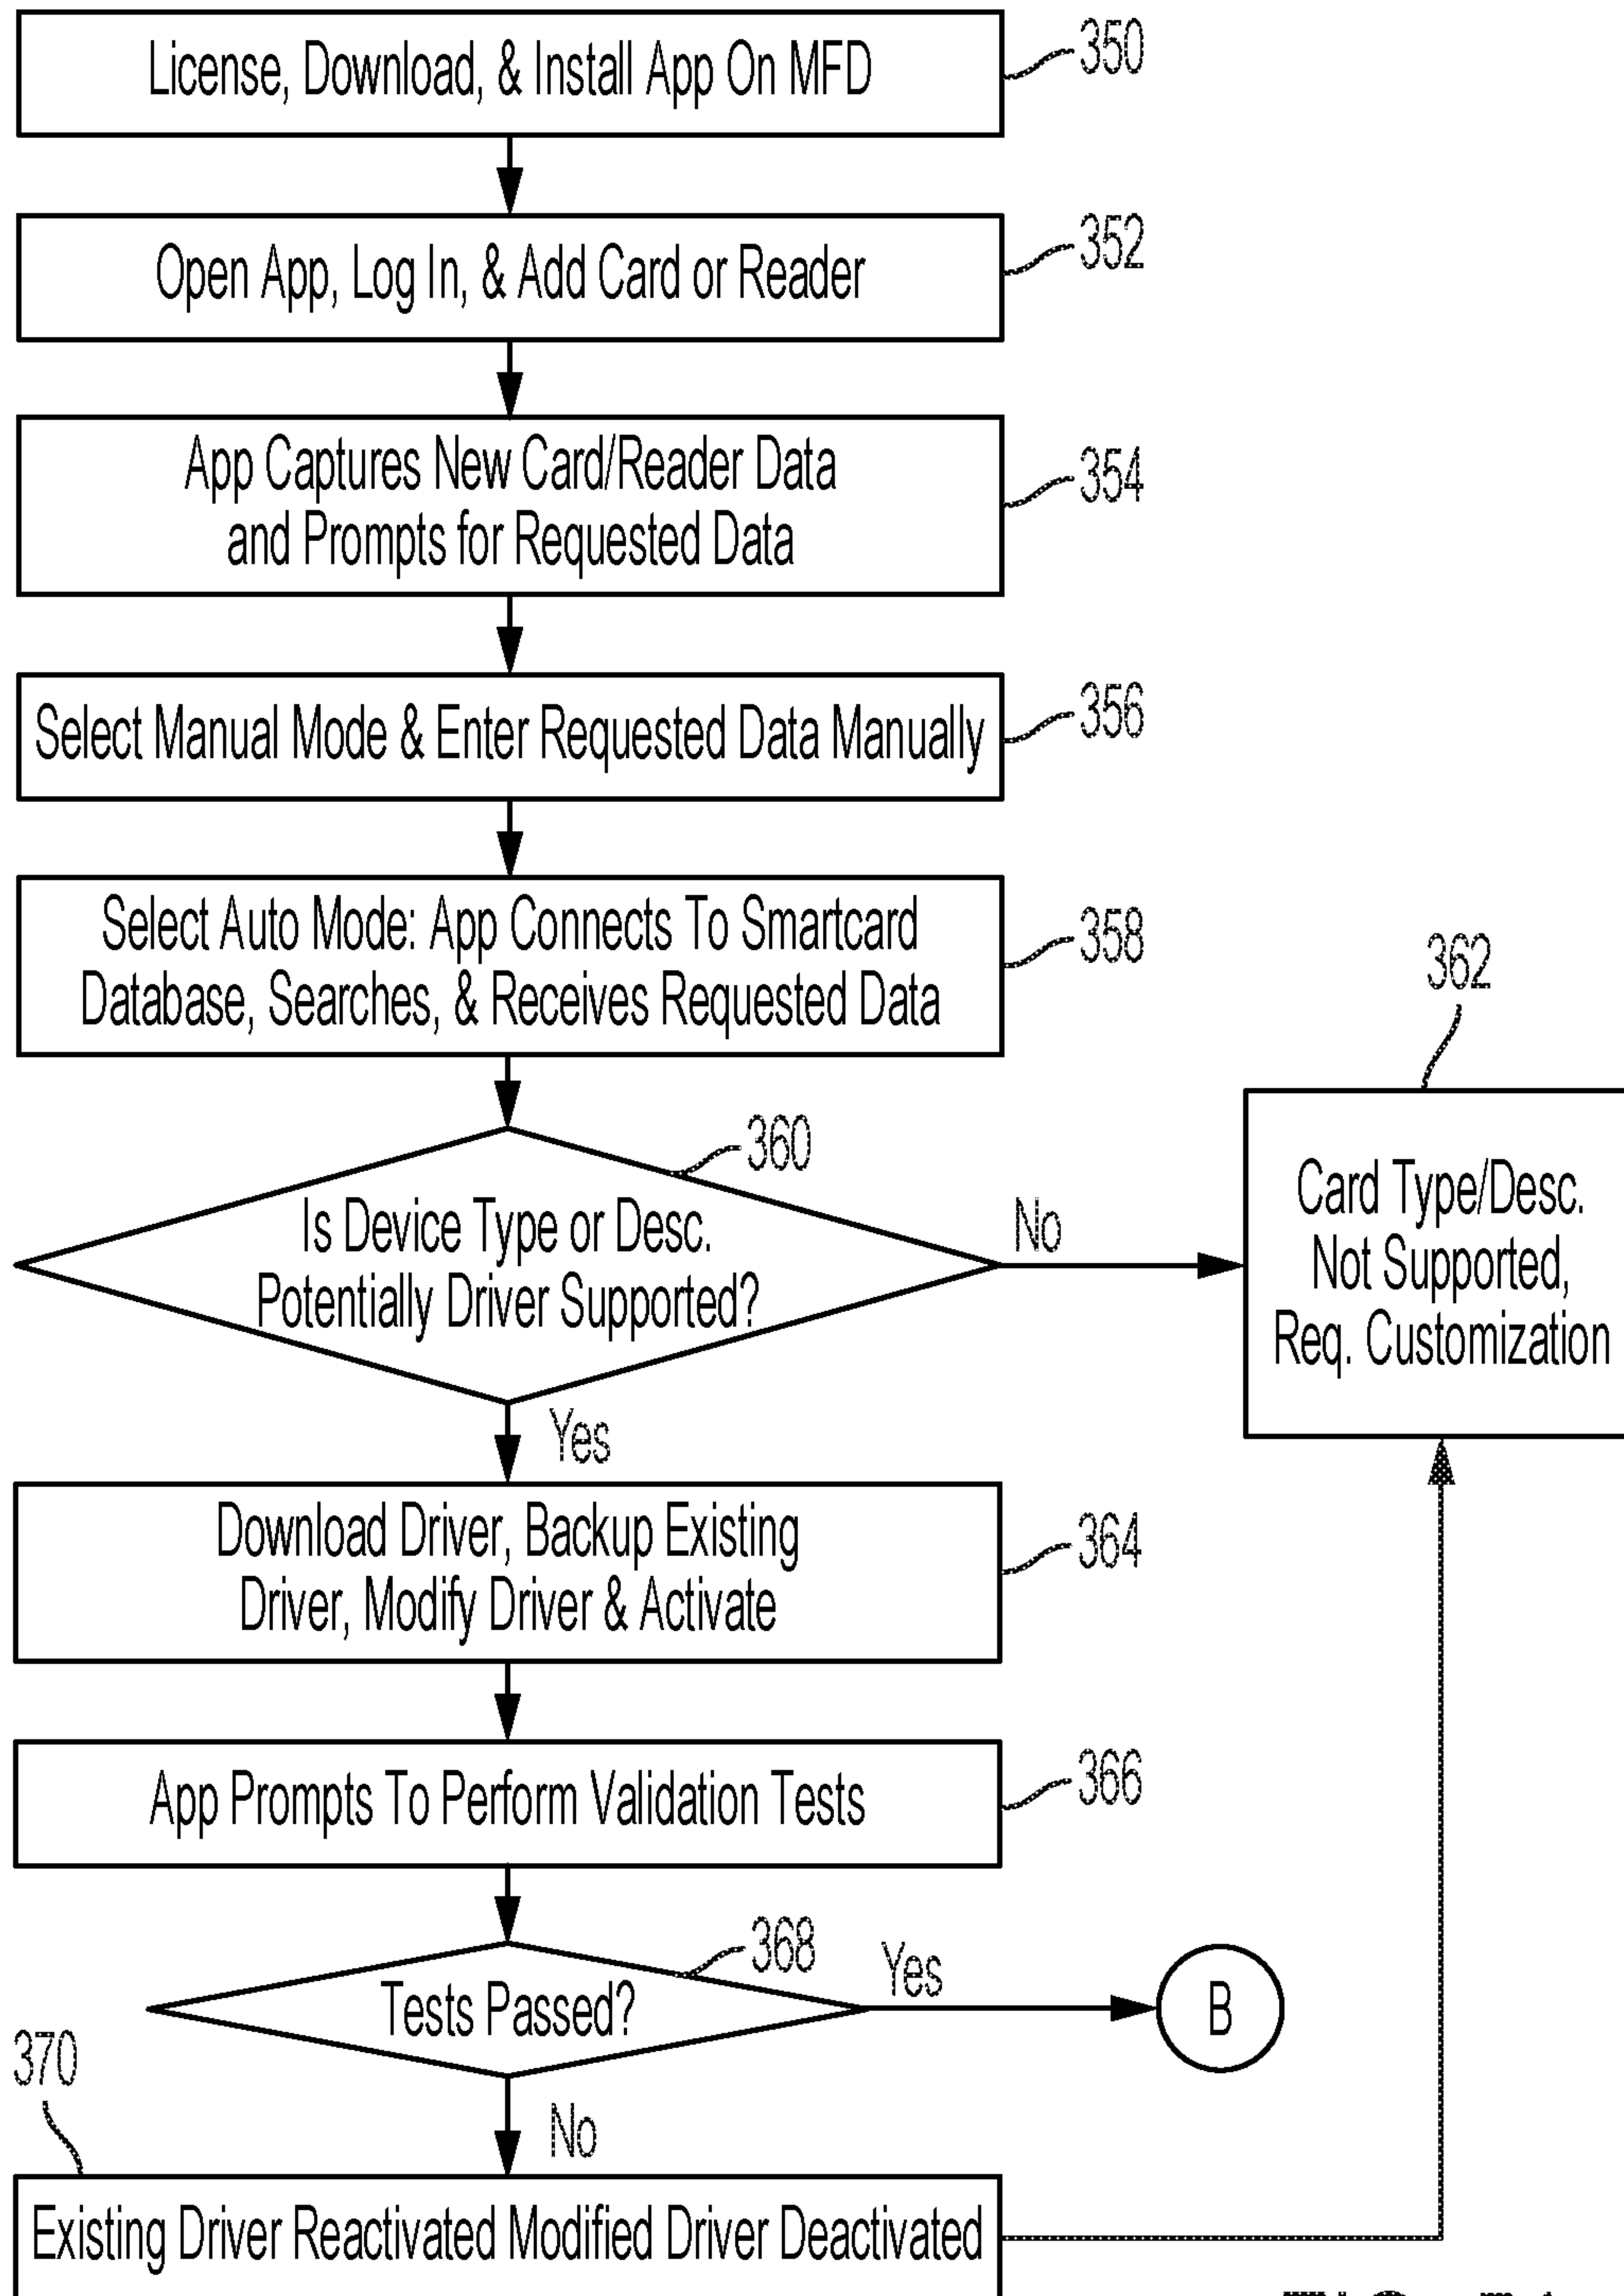 License, Download, & Install App On MFD
350
Open App, Log In, & Add Card or Reader
352
App Captures New Card/Reader Data
and Prompts for Requested Data
354
Select Manual Mode & Enter Requested Data Manually
356
Select Auto Mode: App Connects To Smartcard
Database, Searches, & Receives Requested Data
358
360
Is Device Type or Desc.
Potentially Driver Supported?
No
362
Card Type/Desc.
Not Supported,
Req. Customization
Yes
Download Driver, Backup Existing
Driver, Modify Driver & Activate
364
App Prompts To Perform Validation Tests
366
368
Tests Passed?
Yes
B
No
370
Existing Driver Reactivated Modified Driver Deactivated